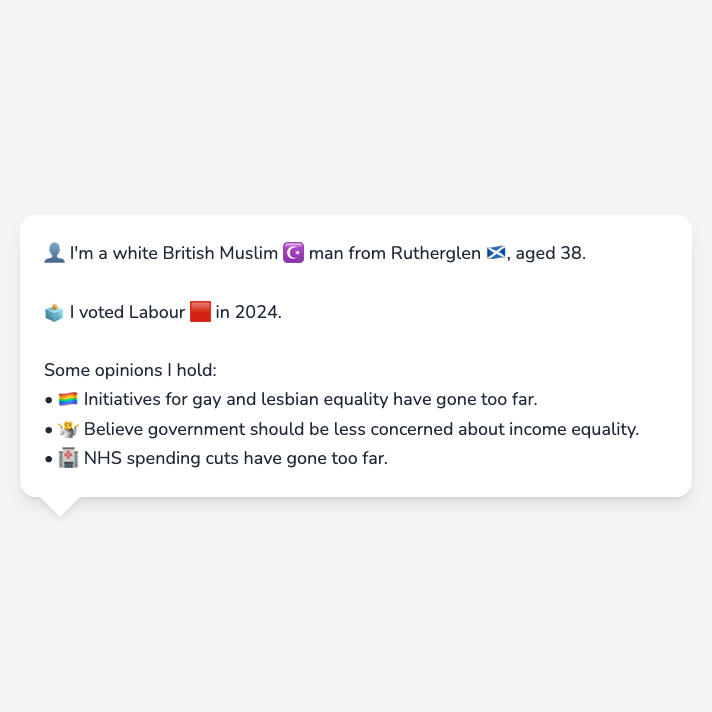 👤 I'm a white British Muslim ☪️ man from Rutherglen 🏴󠁧󠁢󠁳󠁣󠁴󠁿, aged 38.
🗳️ I voted Labour 🟥 in 2024.
Some opinions I hold:
• 🏳️‍🌈 Initiatives for gay and lesbian equality have gone too far.
• 🤷 Believe government should be less concerned about income equality.
• 🏥 NHS spending cuts have gone too far.